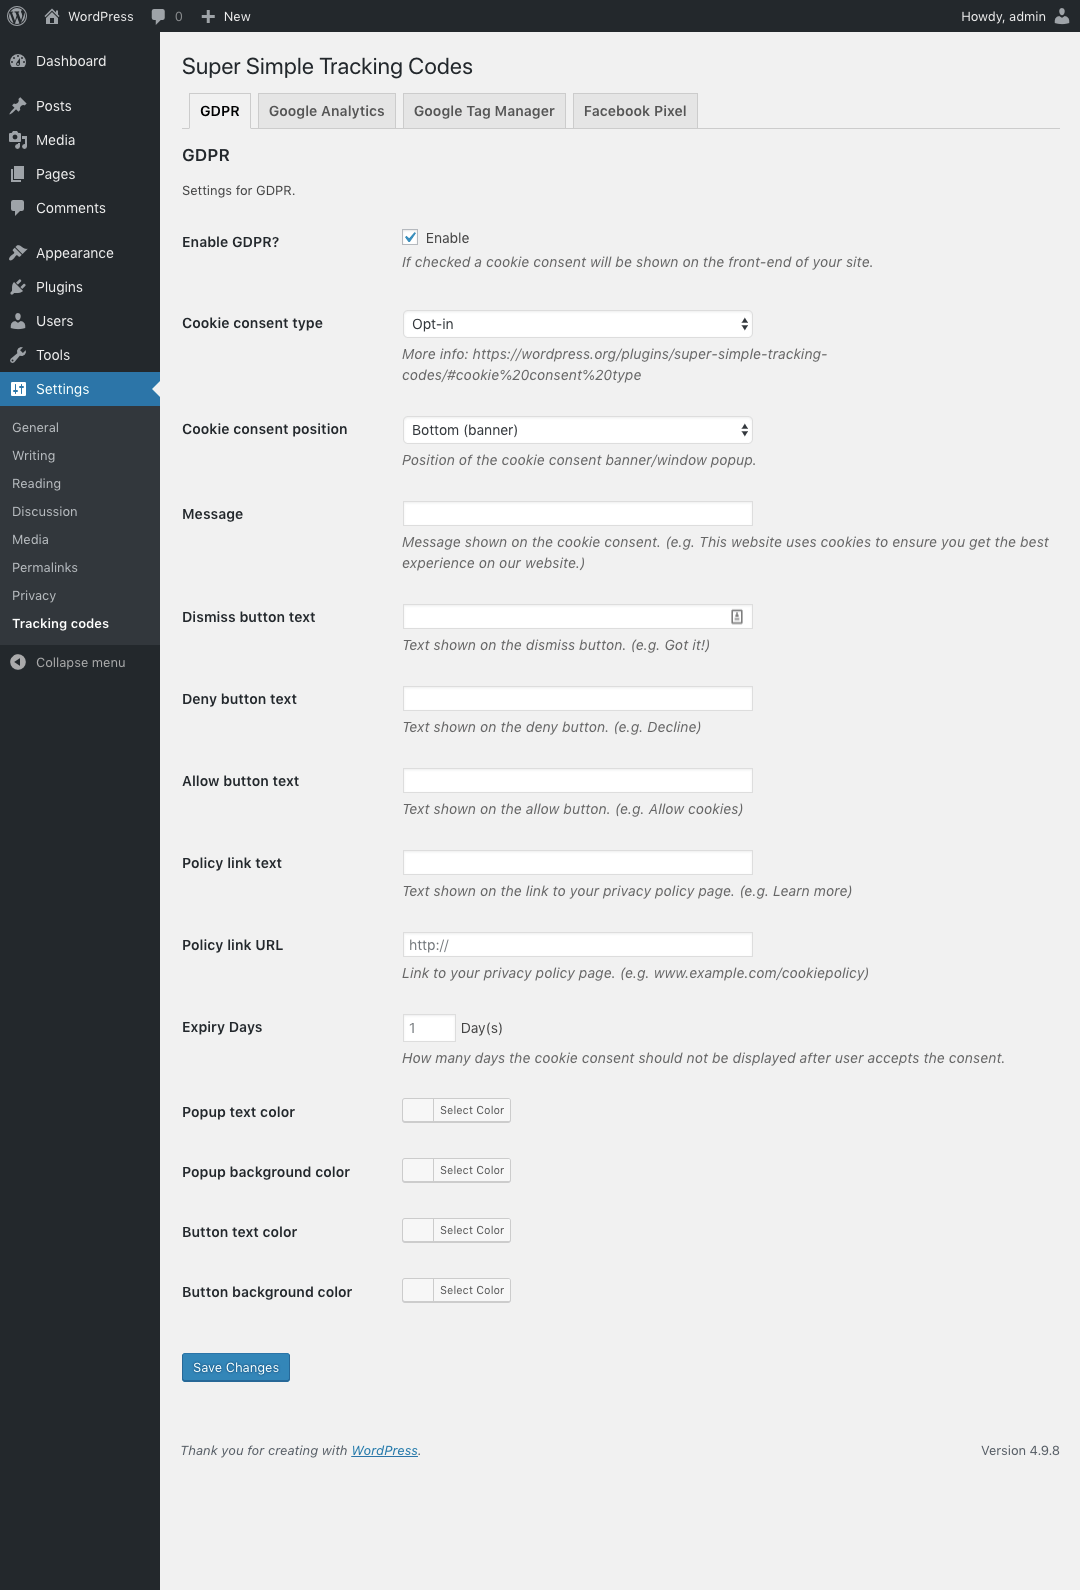 WordPress 0 New Howdy, admin
Dashboard
Posts
Media
Pages
Comments
Appearance
Plugins
Users
Tools
Settings
General
Writing
Reading
Discussion
Media
Permalinks
Privacy
Tracking codes
Collapse menu
Super Simple Tracking Codes
GDPR Google Analytics Google Tag Manager Facebook Pixel
GDPR
Settings for GDPR.
Enable GDPR? Enable
If checked a cookie consent will be shown on the front-end of your site.
Cookie consent type Opt-in
More info: https://wordpress.org/plugins/super-simple-tracking-
codes/#cookie%20consent%20type
Cookie consent position Bottom (banner)
Position of the cookie consent banner/window popup.
Message
Message shown on the cookie consent. (e.g. This website uses cookies to ensure you get the best
experience on our website.)
Dismiss button text
Text shown on the dismiss button. (e.g. Got it!)
Deny button text
Text shown on the deny button. (e.g. Decline)
Allow button text
Text shown on the allow button. (e.g. Allow cookies)
Policy link text
Text shown on the link to your privacy policy page. (e.g. Learn more)
Policy link URL http://
Link to your privacy policy page. (e.g. www.example.com/cookiepolicy)
Expiry Days 1 Day(s)
How many days the cookie consent should not be displayed after user accepts the consent.
Popup text color Select Color
Popup background color Select Color
Button text color Select Color
Button background color Select Color
Save Changes
Thank you for creating with WordPress. Version 4.9.8